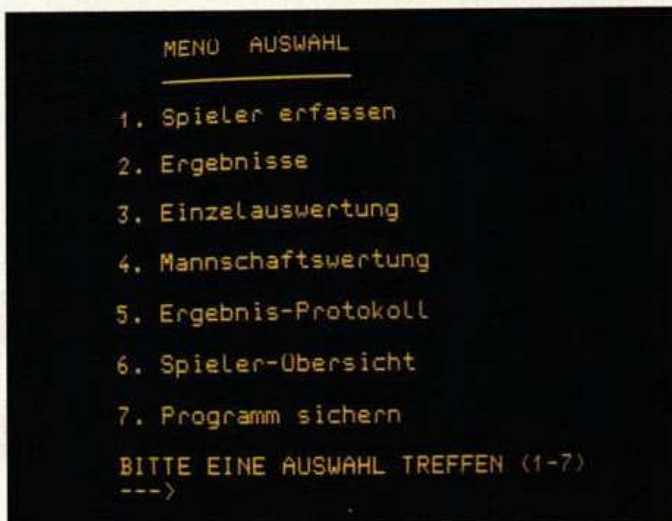 MENÜ AUSWAHL
1. Spieler erfassen
2. Ergebnisse
3. Einzelauswertung
4. Mannschaftswertung
5. Ergebnis-Protokoll
6. Spieler-Übersicht
7. Programm sichern
BITTE EINE AUSWAHL TREFFEN (1-7)
--->